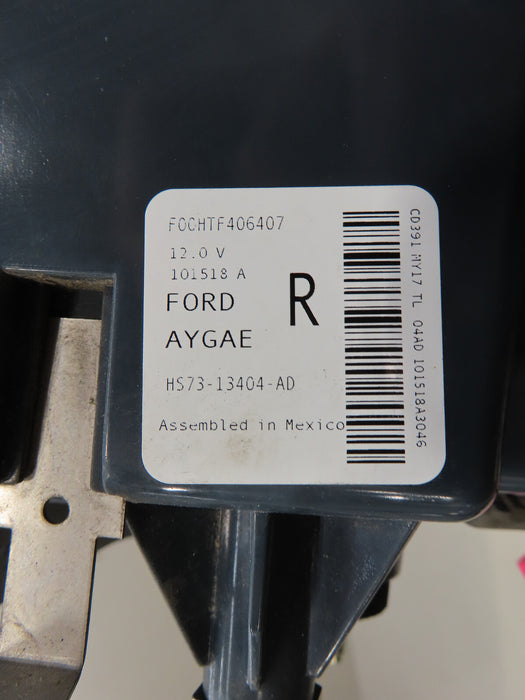 FOCHTF406407
12.0 V
101518 A
FORD
R
AYGAE
HS73-13404-AD
Assembled in Mexico
CD391 MY17 TL 04AD 101518A3046